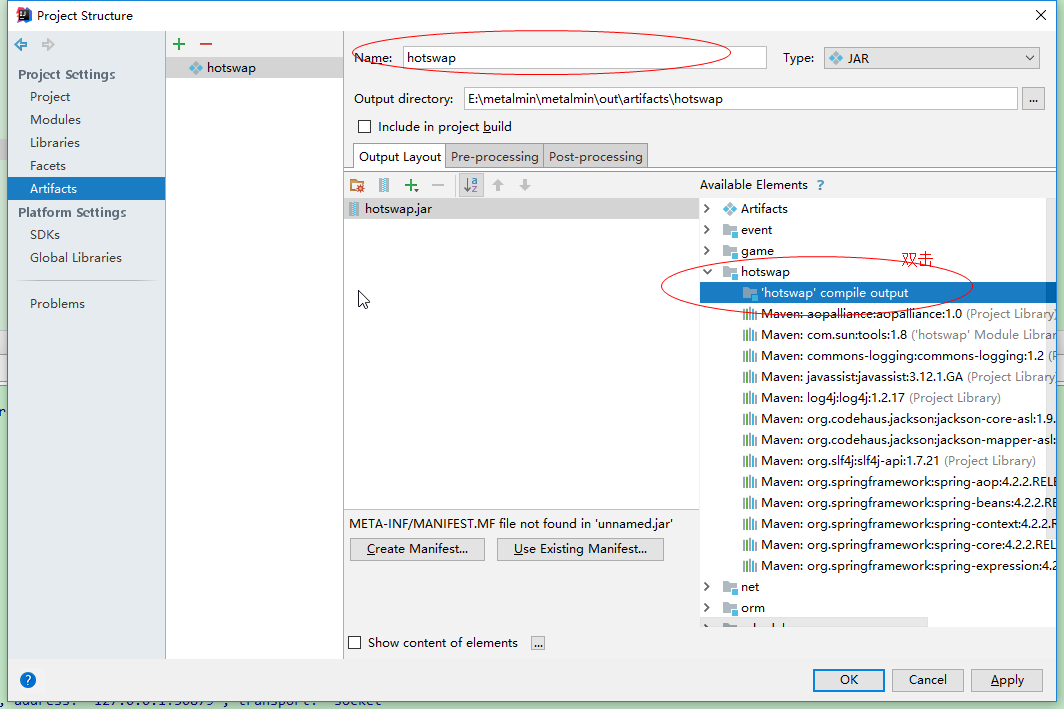 Project Structure
Project Settings
Project
Modules
Libraries
Facets
Artifacts
Platform Settings
SDKs
Global Libraries
Problems
hotswap
Name: hotswap
Type: JAR
Output directory: E:\metalmin\metalmin\out\artifacts\hotswap
...
Include in project build
Output Layout Pre-processing Post-processing
hotswap.jar
Available Elements ?
Artifacts
event
game
双击
hotswap
'hotswap' compile output
Maven: aopalliance:aopalliance:1.0 (Project Library)
Maven: com.sun:tools:1.8 ('hotswap' Module Librar
Maven: commons-logging:commons-logging:1.2 (P
Maven: javassist:javassist:3.12.1.GA (Project Library)
Maven: log4j:log4j:1.2.17 (Project Library)
Maven: org.codehaus.jackson:jackson-core-asl:1.9.
Maven: org.codehaus.jackson:jackson-mapper-asl:
Maven: org.slf4j:slf4j-api:1.7.21 (Project Library)
Maven: org.springframework:spring-aop:4.2.2.RELE
Maven: org.springframework:spring-beans:4.2.2.RE
Maven: org.springframework:spring-context:4.2.2.R
Maven: org.springframework:spring-core:4.2.2.REL
Maven: org.springframework:spring-expression:4.2
net
orm
META-INF/MANIFEST.MF file not found in 'unnamed.jar'
Create Manifest... Use Existing Manifest...
Show content of elements ...
? OK Cancel Apply